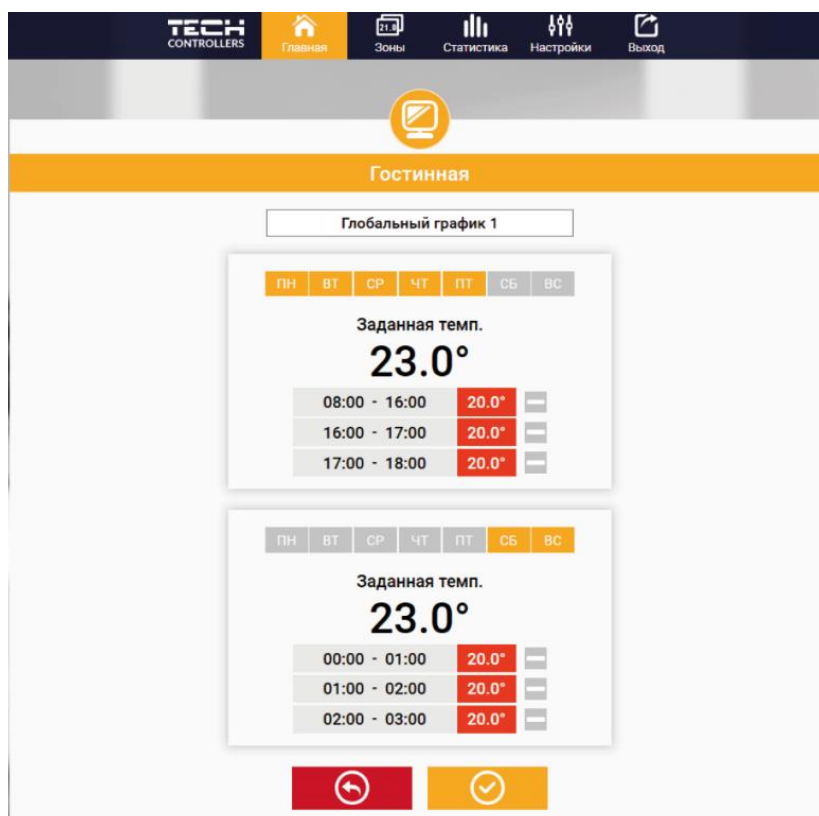 TECH
CONTROLLERS
Главная
21.8
Зоны
Статистика
Настройки
Выход
Гостинная
Глобальный график 1
ПН ВТ СР ЧТ ПТ СБ ВС
Заданная темп.
23.0°
08:00 - 16:00 20.0°
16:00 - 17:00 20.0°
17:00 - 18:00 20.0°
ПН ВТ СР ЧТ ПТ СБ ВС
Заданная темп.
23.0°
00:00 - 01:00 20.0°
01:00 - 02:00 20.0°
02:00 - 03:00 20.0°